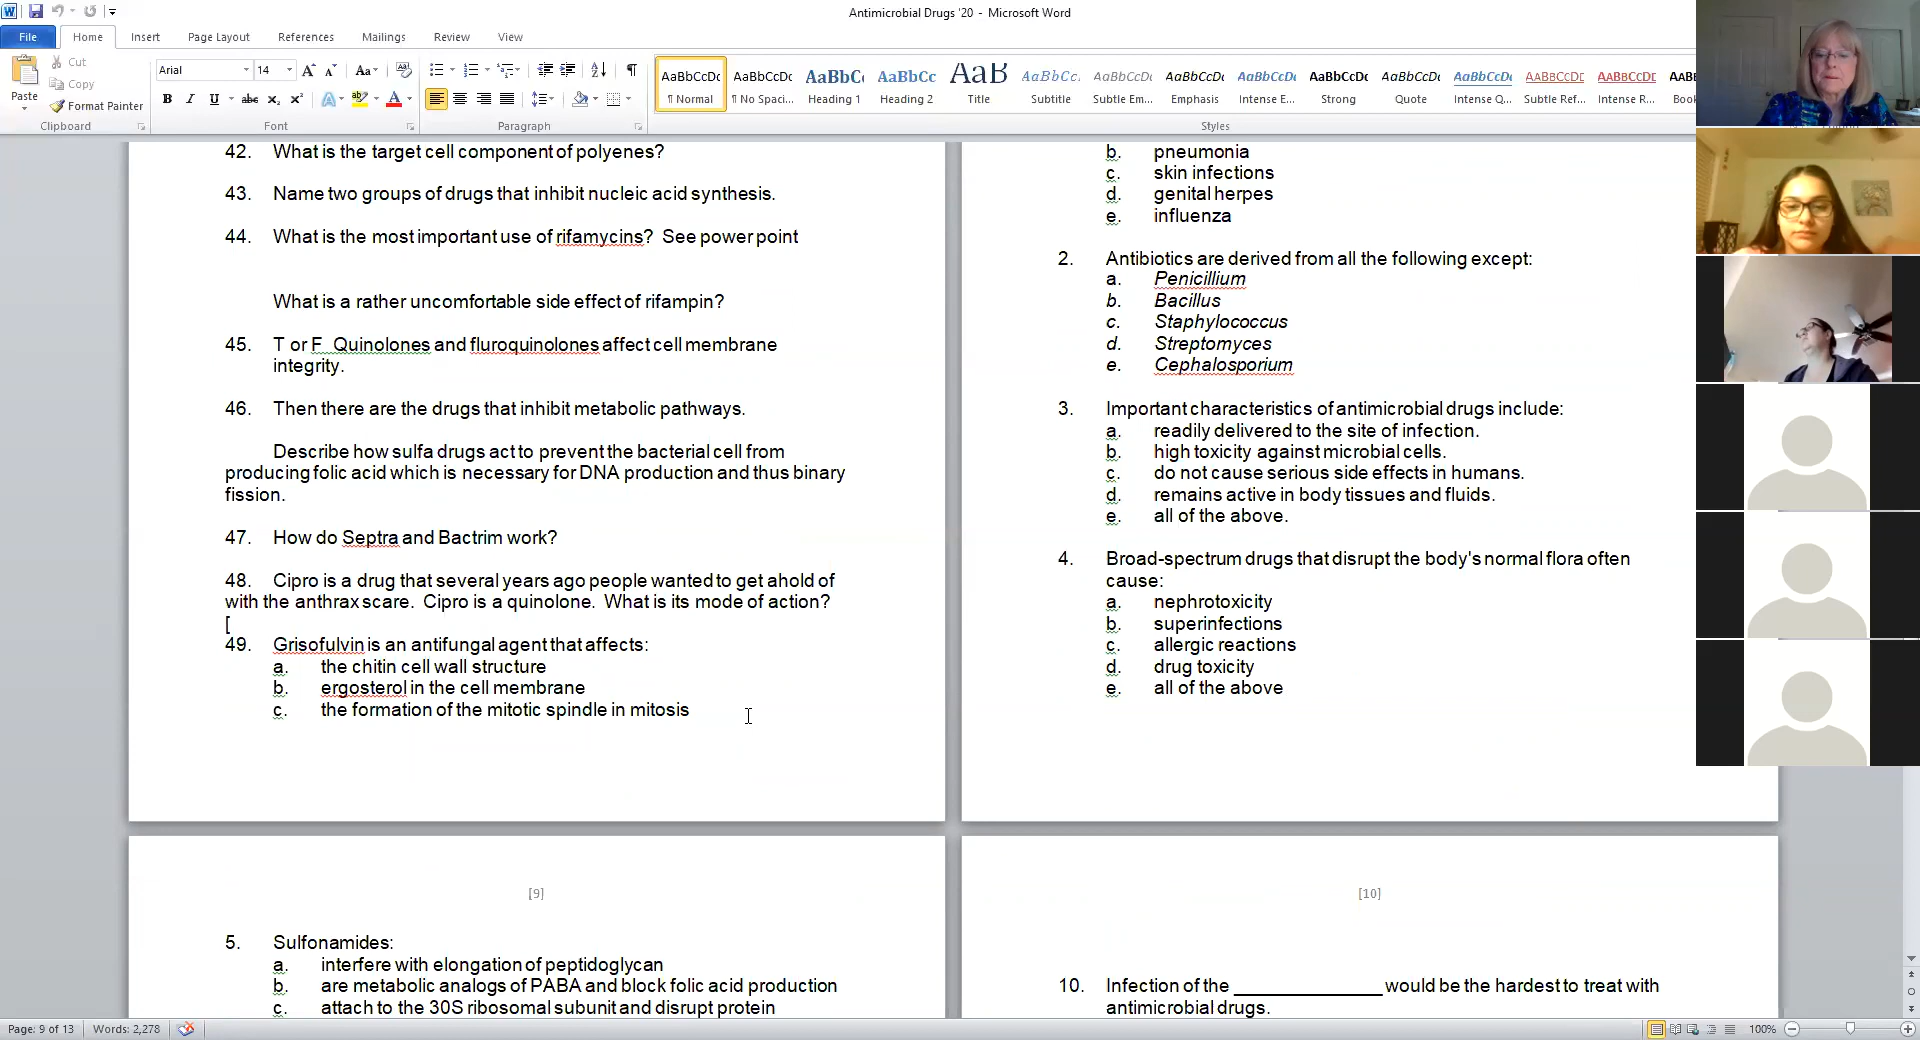 Antimicrobial Drugs '20 - Microsoft Word
File Home Insert Page Layout References Mailings Review View
Paste
Cut
Copy
Format Painter
Arial 14
AaBbCcDc AaBbCcDc AaBbC AaBbCc AaB AaBbCc. AaBbCcDc AaBbCcDc AaBbCcDc AaBbCcDc AaBbCcDc AaBbCcDc AABBCCDE AABBCCDE
¶ Normal ¶ No Spaci... Heading 1 Heading 2 Title Subtitle Subtle Em... Emphasis Intense E... Strong Quote Intense Q... Subtle Ref... Intense R...
Clipboard Font Paragraph Styles
42. What is the target cell component of polyenes?
43. Name two groups of drugs that inhibit nucleic acid synthesis.
44. What is the most important use of rifamycins? See power point
What is a rather uncomfortable side effect of rifampin?
45. T or F Quinolones and fluroquinolones affect cell membrane
integrity.
46. Then there are the drugs that inhibit metabolic pathways.
Describe how sulfa drugs act to prevent the bacterial cell from
producing folic acid which is necessary for DNA production and thus binary
fission.
47. How do Septra and Bactrim work?
48. Cipro is a drug that several years ago people wanted to get ahold of
with the anthrax scare. Cipro is a quinolone. What is its mode of action?
[
49. Grisofulvin is an antifungal agent that affects:
a. the chitin cell wall structure
b. ergosterol in the cell membrane
c. the formation of the mitotic spindle in mitosis
b. pneumonia
c. skin infections
d. genital herpes
e. influenza
2. Antibiotics are derived from all the following except:
a. Penicillium
b. Bacillus
c. Staphylococcus
d. Streptomyces
e. Cephalosporium
3. Important characteristics of antimicrobial drugs include:
a. readily delivered to the site of infection.
b. high toxicity against microbial cells.
c. do not cause serious side effects in humans.
d. remains active in body tissues and fluids.
e. all of the above.
4. Broad-spectrum drugs that disrupt the body's normal flora often
cause:
a. nephrotoxicity
b. superinfections
c. allergic reactions
d. drug toxicity
e. all of the above
[9]
5. Sulfonamides:
a. interfere with elongation of peptidoglycan
b. are metabolic analogs of PABA and block folic acid production
c. attach to the 30S ribosomal subunit and disrupt protein
[10]
10. Infection of the ______________ would be the hardest to treat with
antimicrobial drugs.
Page: 9 of 13 Words: 2,278 100%